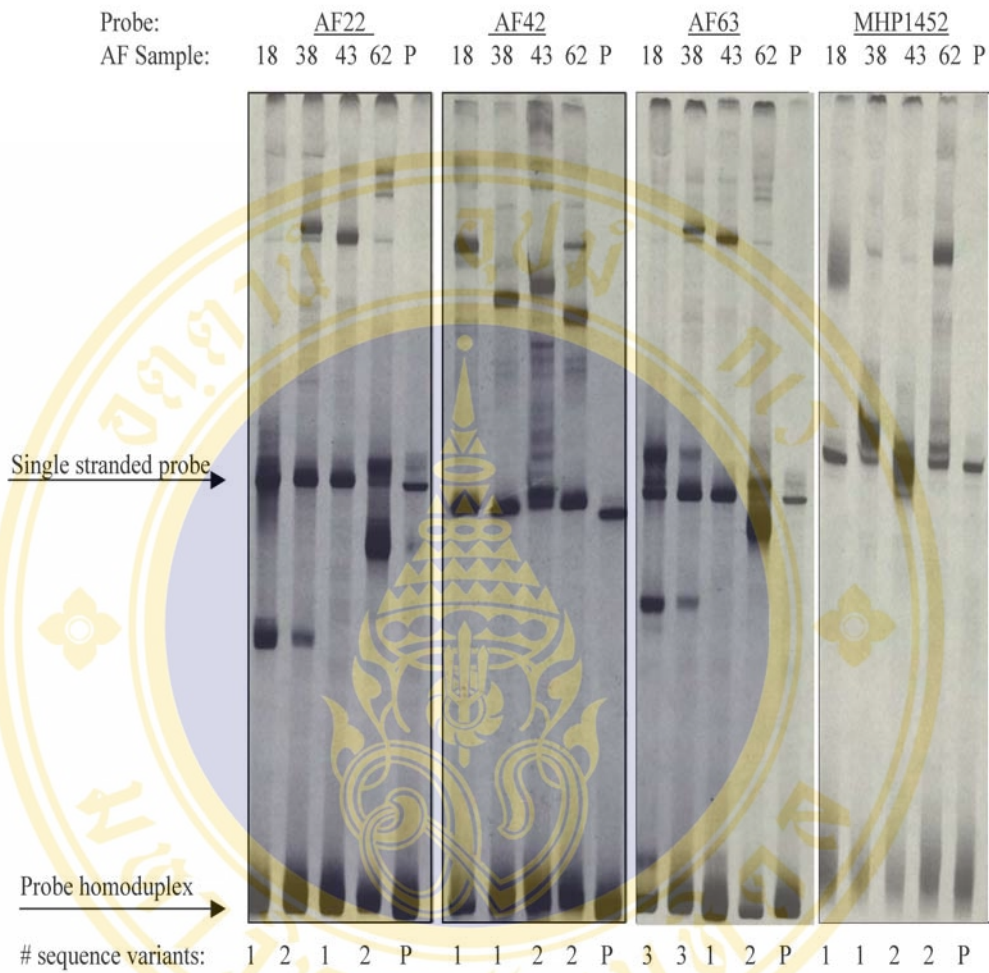 Probe: AF22 AF42 AF63 MHP1452
AF Sample: 18 38 43 62 P 18 38 43 62 P 18 38 43 62 P 18 38 43 62 P
Single stranded probe
Probe homoduplex
# sequence variants: 1 2 1 2 P 1 1 2 2 P 3 3 1 2 P 1 1 2 2 P